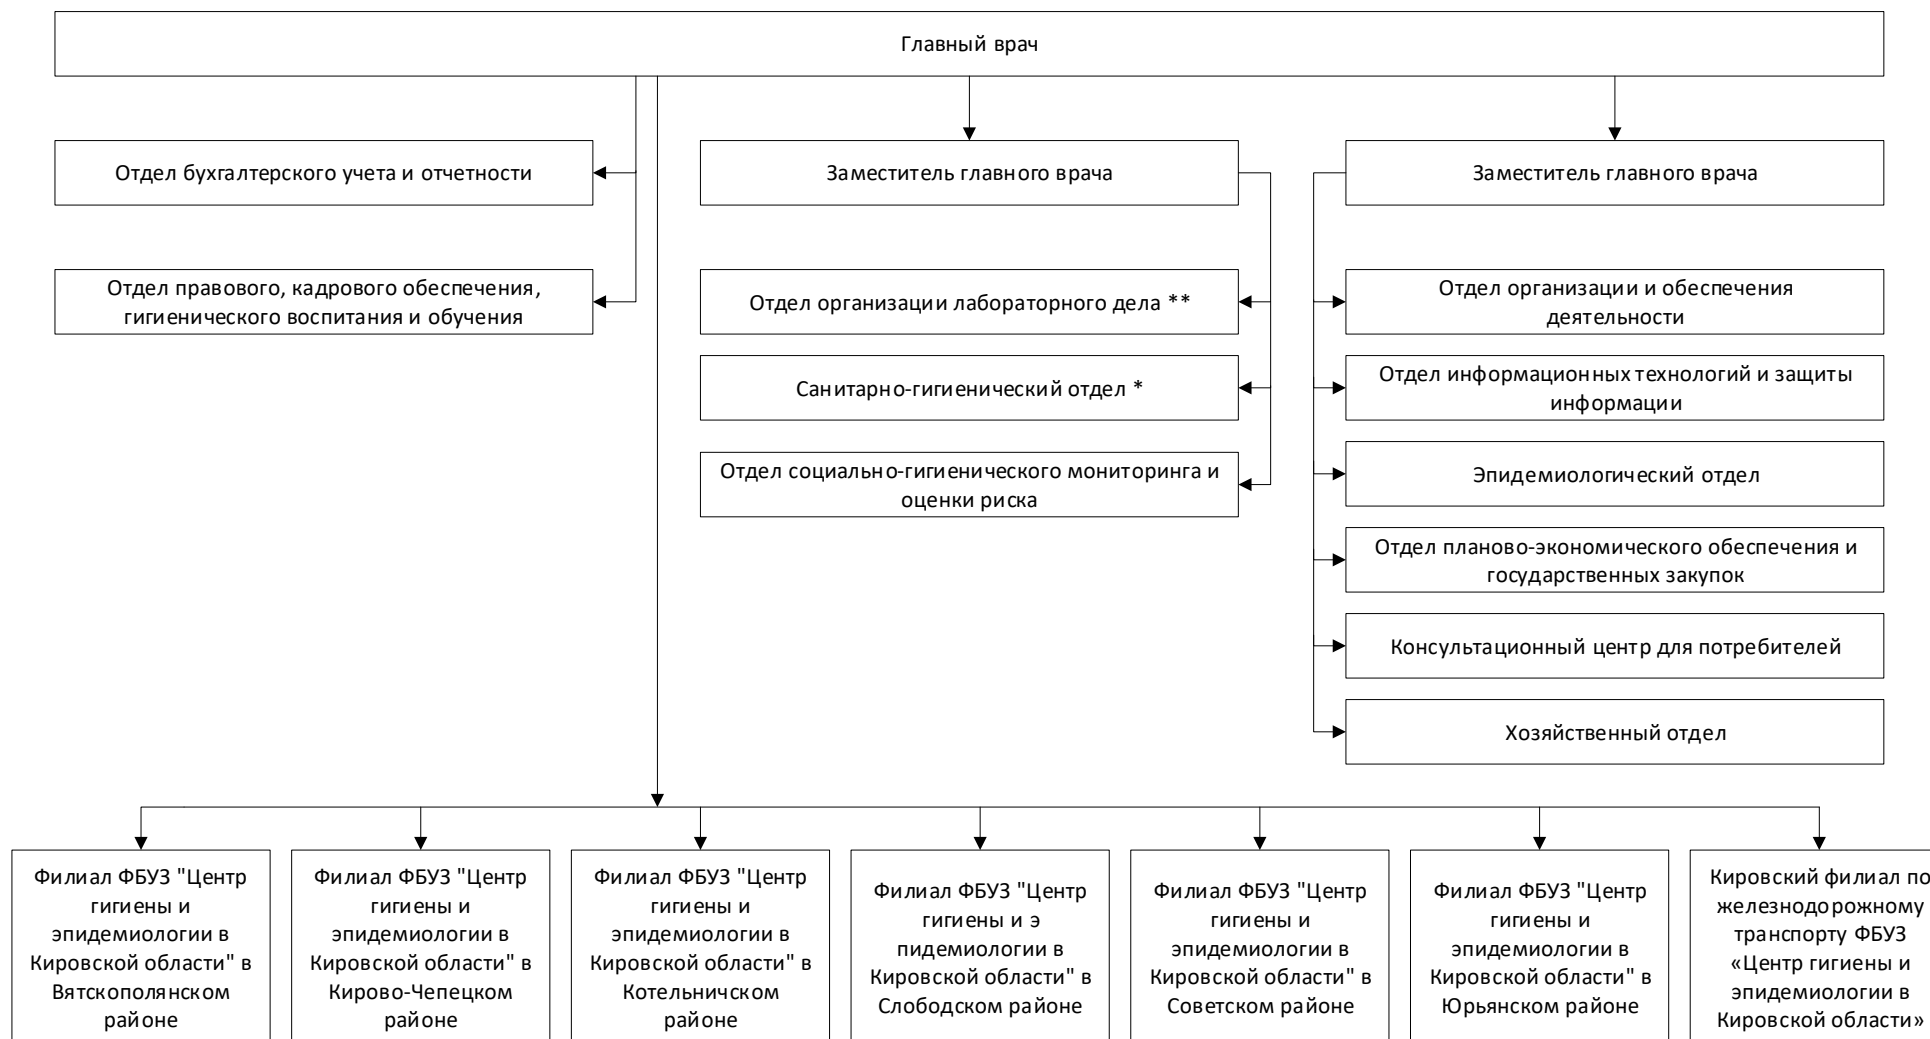 Главный врач
Отдел бухгалтерского учета и отчетности
Заместитель главного врача
Заместитель главного врача
Отдел правового, кадрового обеспечения,
гигиенического воспитания и обучения
Отдел организации лабораторного дела **
Отдел организации и обеспечения
деятельности
Санитарно-гигиенический отдел *
Отдел информационных технологий и защиты
информации
Отдел социально-гигиенического мониторинга и
оценки риска
Эпидемиологический отдел
Отдел планово-экономического обеспечения и
государственных закупок
Консультационный центр для потребителей
Хозяйственный отдел
Филиал ФБУЗ "Центр
гигиены и
эпидемиологии в
Кировской области" в
Вятскополянском
районе
Филиал ФБУЗ "Центр
гигиены и
эпидемиологии в
Кировской области" в
Кирово-Чепецком
районе
Филиал ФБУЗ "Центр
гигиены и
эпидемиологии в
Кировской области" в
Котельничском
районе
Филиал ФБУЗ "Центр
гигиены и э
пидемиологии в
Кировской области" в
Слободском районе
Филиал ФБУЗ "Центр
гигиены и
эпидемиологии в
Кировской области" в
Советском районе
Филиал ФБУЗ "Центр
гигиены и
эпидемиологии в
Кировской области" в
Юрьянском районе
Кировский филиал по
железнодорожному
транспорту ФБУЗ
«Центр гигиены и
эпидемиологии в
Кировской области»